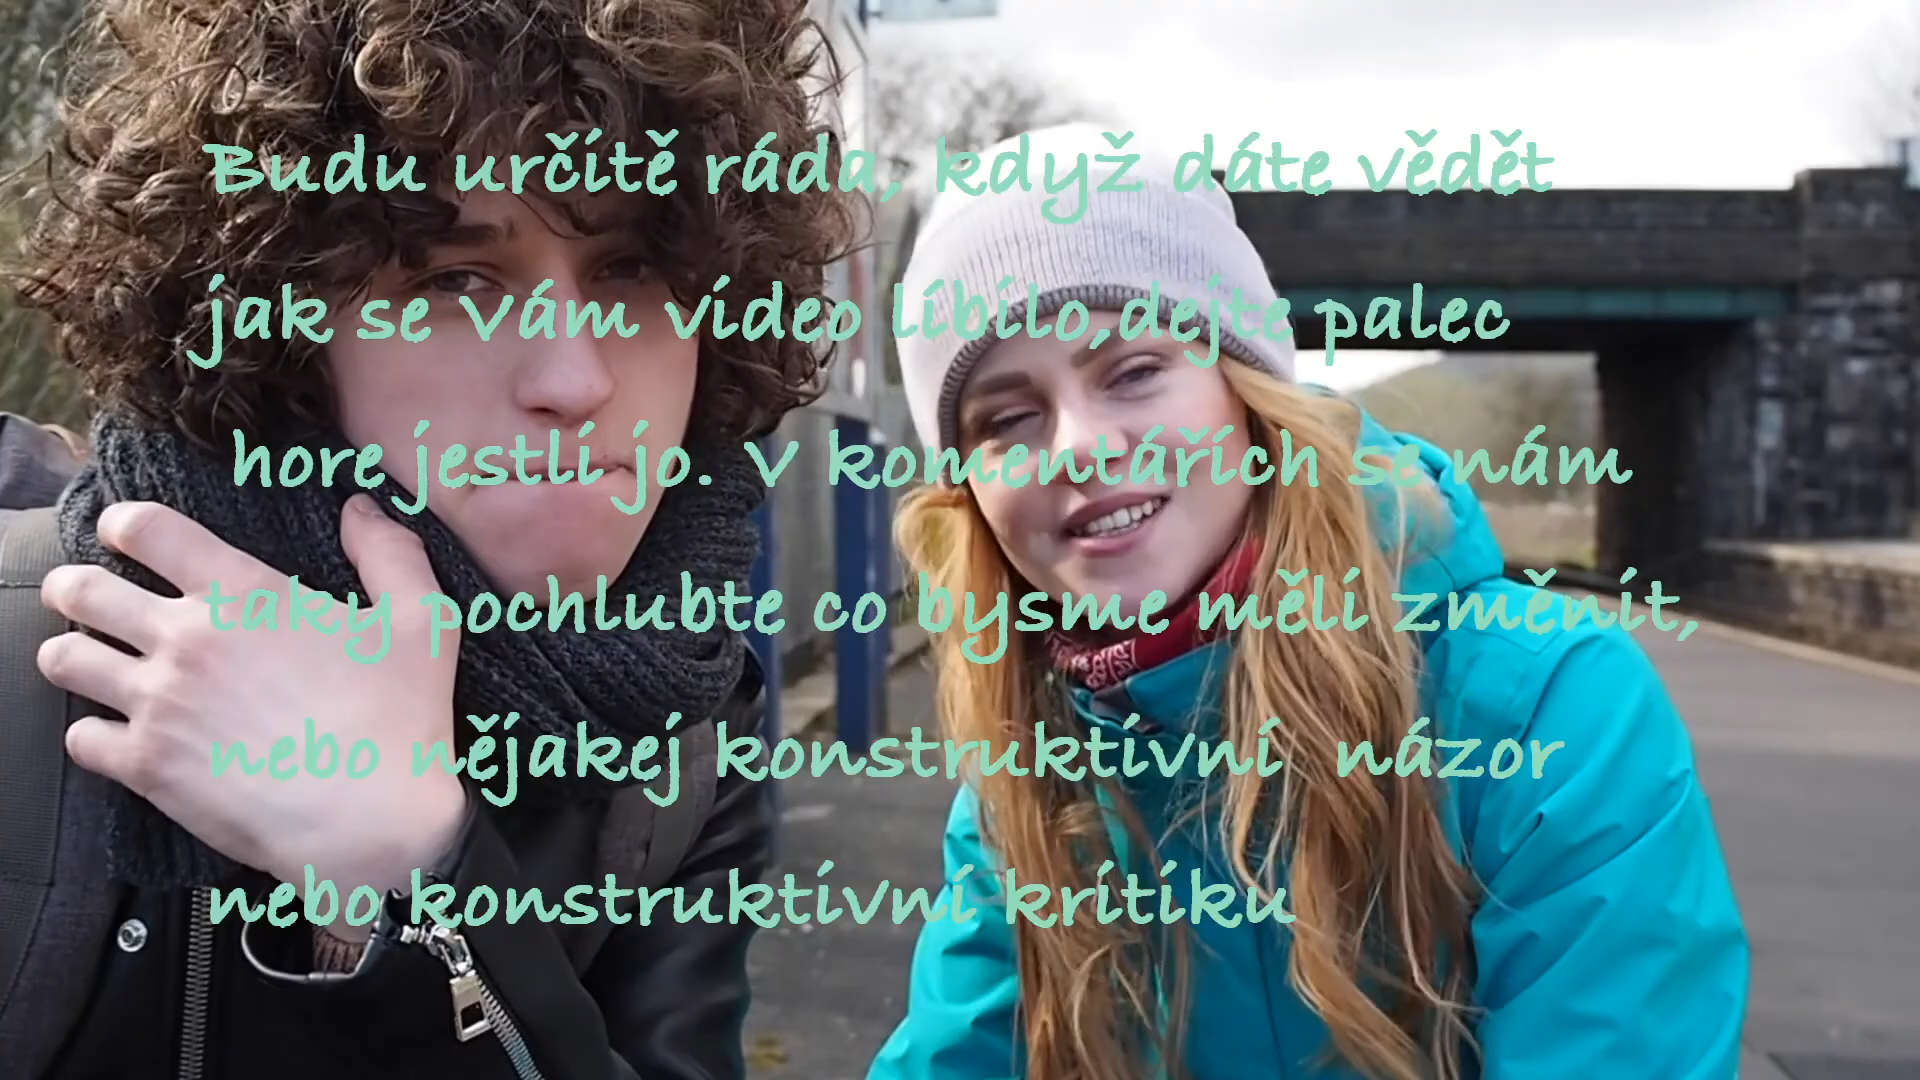 Budu určitě ráda, když dáte vědět
jak se Vám video líbilo,dejte palec
hore jestli jo. V komentářích se nám
taky pochlubte co bysme měli změnit,
nebo nějakej konstruktivní názor
nebo konstruktivní kritiku